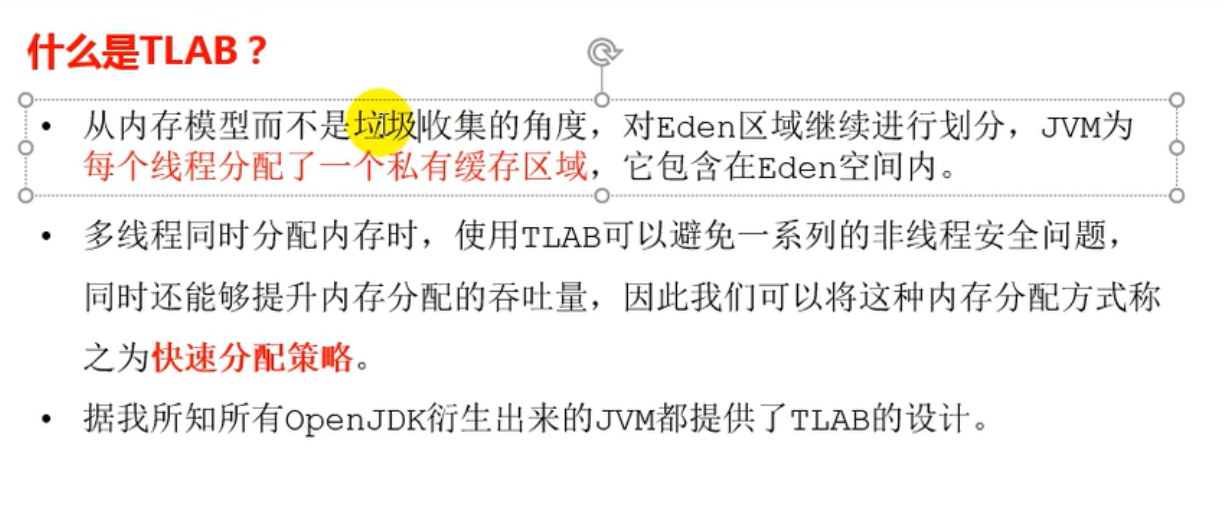 什么是TLAB？
• 从内存模型而不是垃圾收集的角度，对Eden区域继续进行划分，JVM为
每个线程分配了一个私有缓存区域，它包含在Eden空间内。
• 多线程同时分配内存时，使用TLAB可以避免一系列的非线程安全问题，
同时还能够提升内存分配的吞吐量，因此我们可以将这种内存分配方式称
之为快速分配策略。
• 据我所知所有OpenJDK衍生出来的JVM都提供了TLAB的设计。